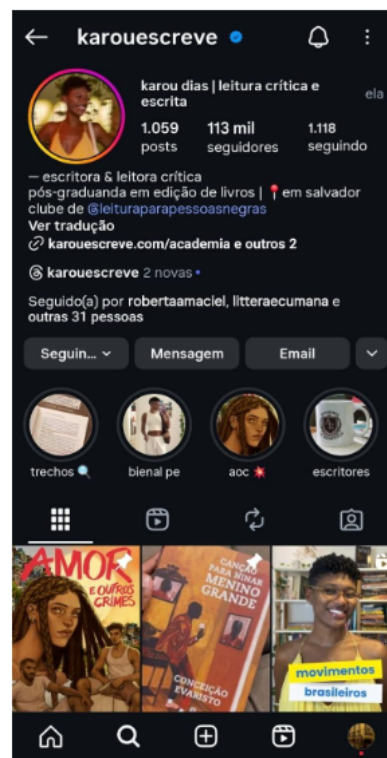 karouescreve
karou dias | leitura crítica e
escrita
ela
1.059 113 mil 1.118
posts seguidores seguindo
— escritora & leitora crítica
pós-graduanda em edição de livros | em salvador
clube de @leituraparapessoasnegras
Ver tradução
karouescreve.com/academia e outros 2
karouescreve 2 novas
Seguido(a) por robertaamaciel, litteraecumana e
outras 31 pessoas
Seguin... Mensagem Email
trechos bienal pe aoc escritores
AMOR
E OUTROS
CRIMES
CANÇÃO
PARA NINAR
MENINO
GRANDE
CONCEIÇÃO
EVARISTO
movimentos
brasileiros